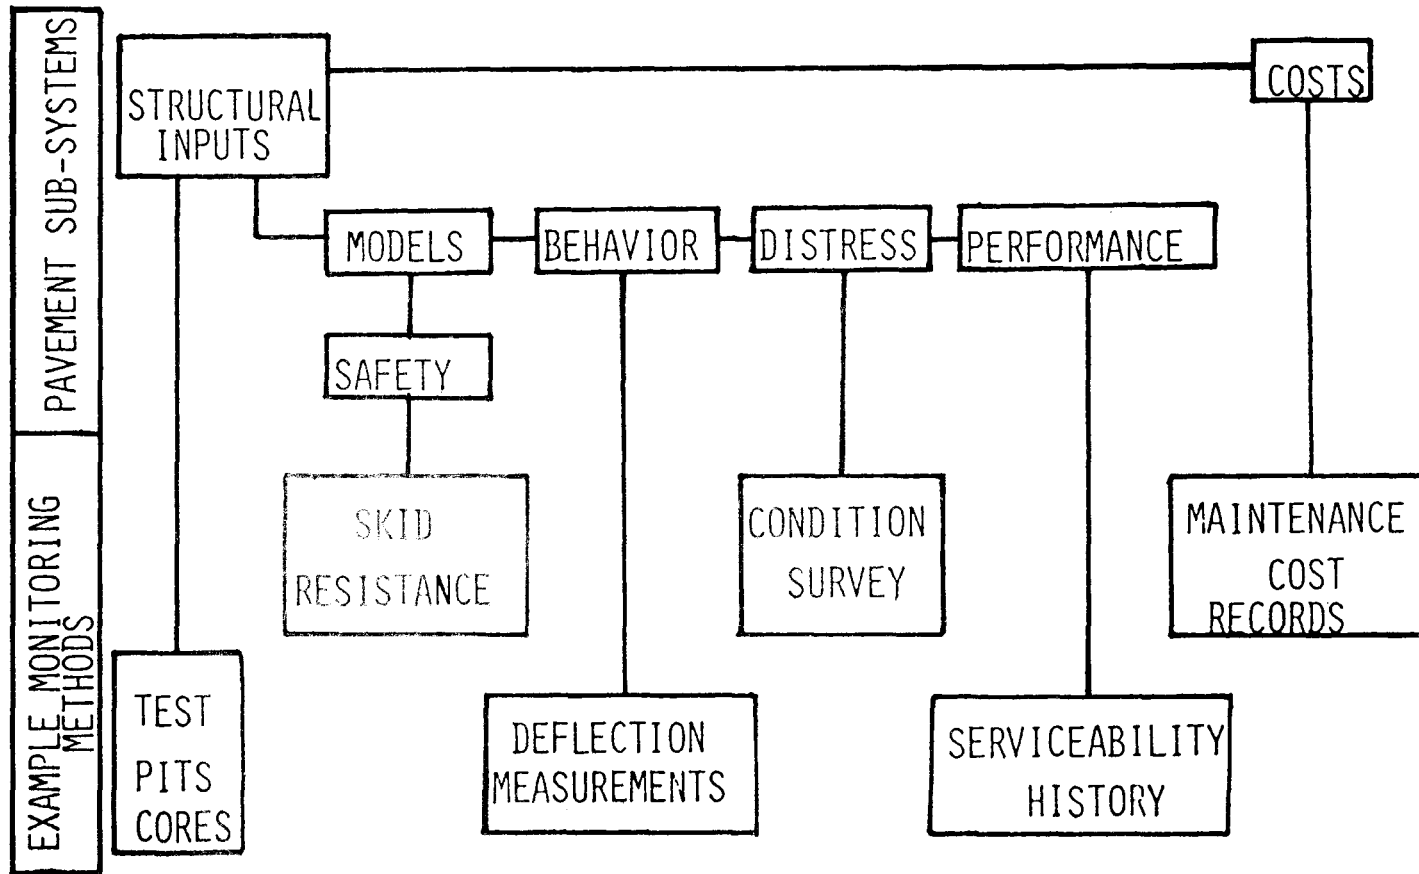 PAVEMENT SUB-SYSTEMS
STRUCTURAL
INPUTS
COSTS
MODELS
BEHAVIOR
DISTRESS
PERFORMANCE
SAFETY
EXAMPLE MONITORING
METHODS
SKID
RESISTANCE
CONDITION
SURVEY
MAINTENANCE
COST
RECORDS
TEST
PITS
CORES
DEFLECTION
MEASUREMENTS
SERVICEABILITY
HISTORY